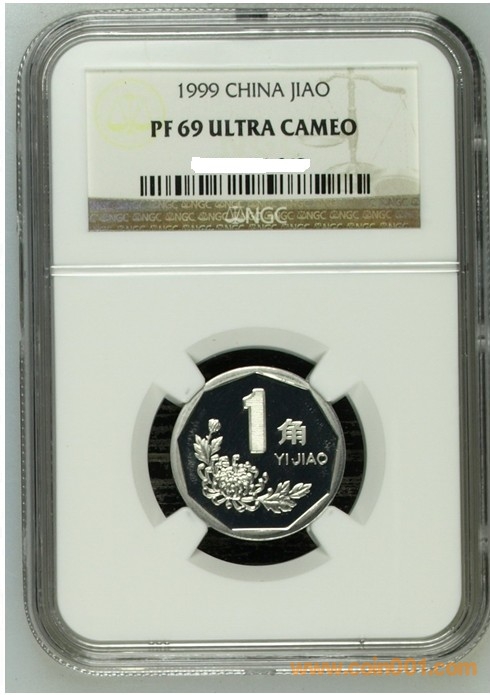 1999 CHINA JIAO
PF 69 ULTRA CAMEO
NGC
1角
YI JIAO
www.coin001.com